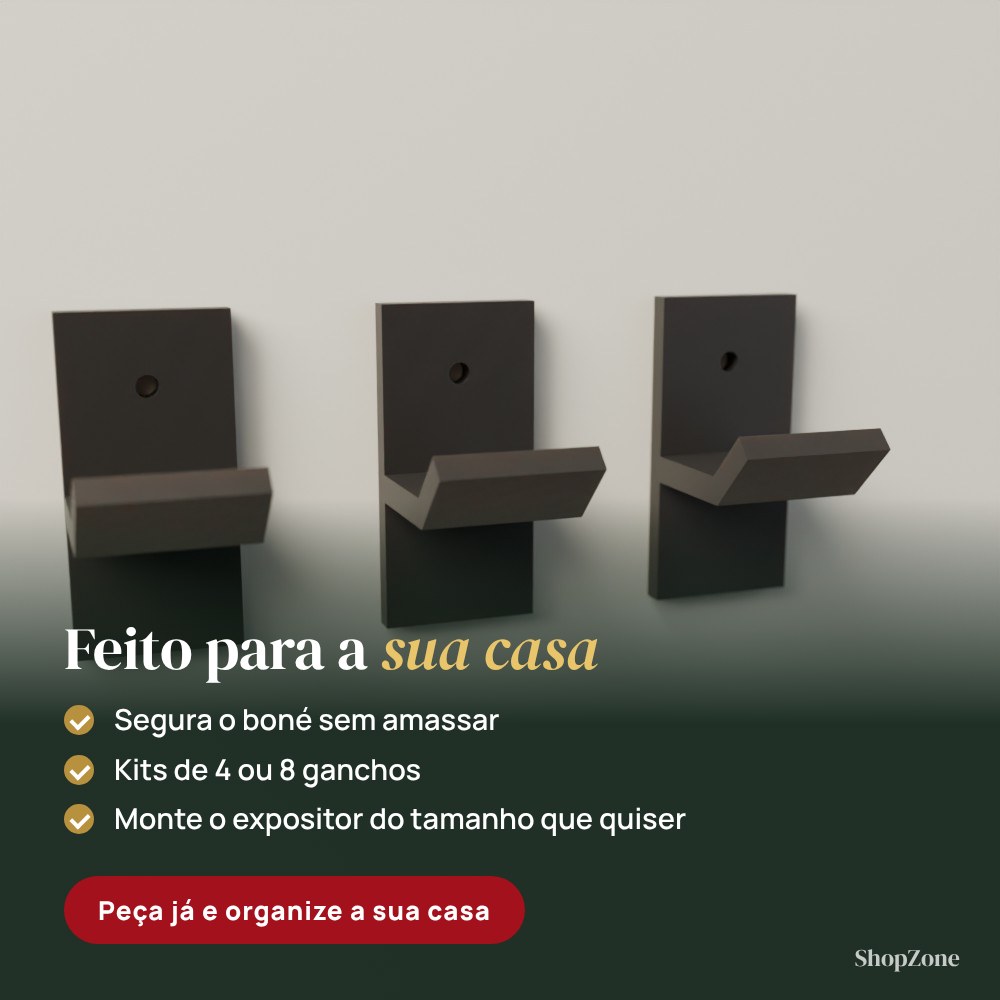 Feito para a sua casa
Segura o boné sem amassar
Kits de 4 ou 8 ganchos
Monte o expositor do tamanho que quiser
Peça já e organize a sua casa
ShopZone